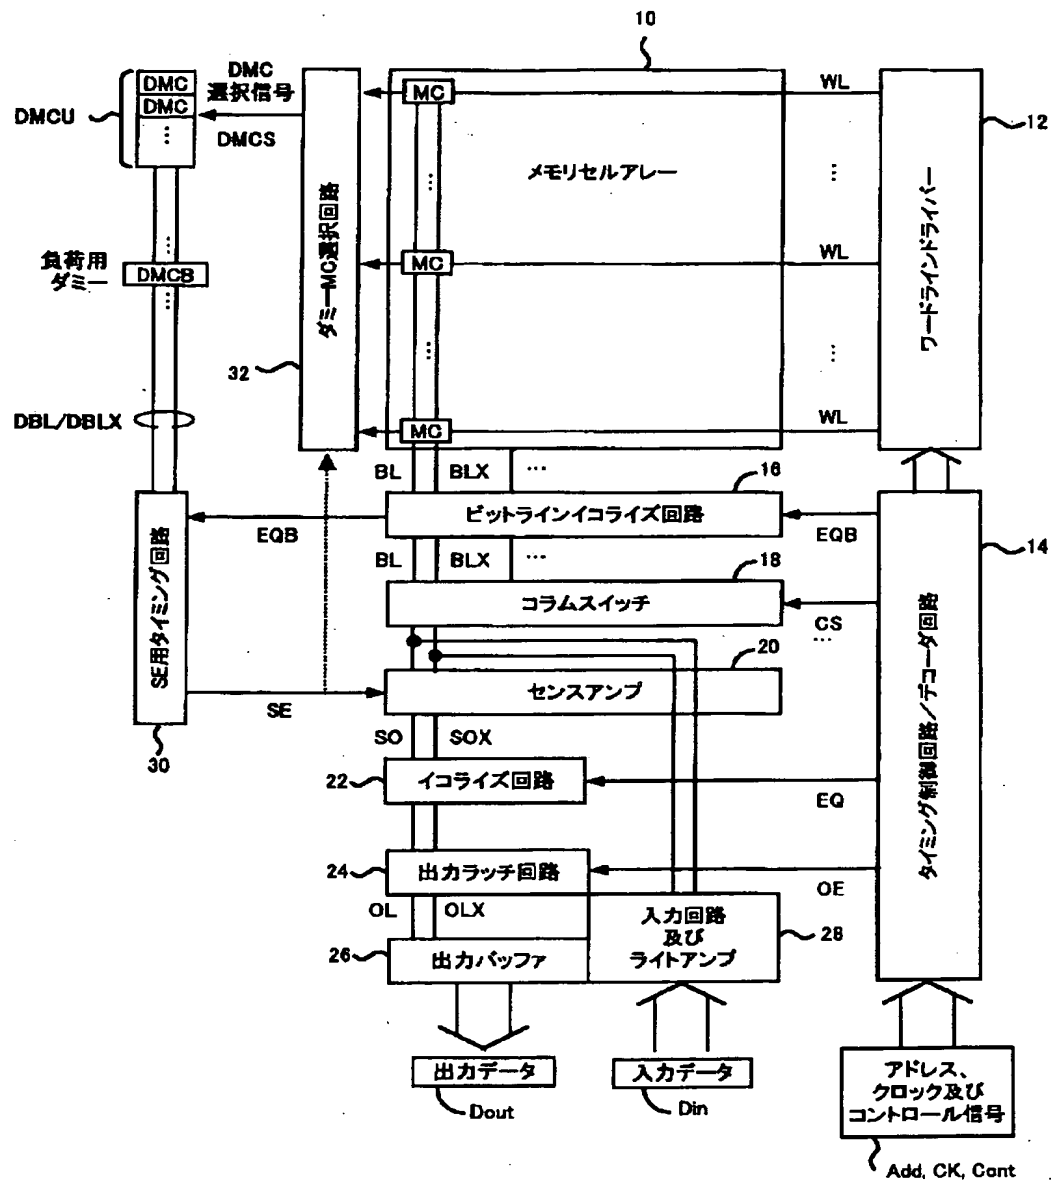 10
DMC
DMC
⋮
DMCU
DMC
選択信号
DMCS
MC
WL
12
メモリセルアレー
ワードラインドライバー
ダミーMC選択回路
負荷用
ダミー
DMCB
MC
WL
32
DBL/DBLX
MC
WL
BL
BLX
...
16
ビットラインイコライズ回路
EQB
EQB
14
BL
BLX
...
18
コラムスイッチ
CS
...
20
SE用タイミング回路
センスアンプ
SE
タイミング制御回路/デコーダ回路
SO
SOX
30
22
イコライズ回路
EQ
24
出力ラッチ回路
OE
OL
OLX
入力回路
及び
ライトアンプ
28
26
出力バッファ
出力データ
入力データ
Dout
Din
アドレス、
クロック及び
コントロール信号
Add, CK, Cont